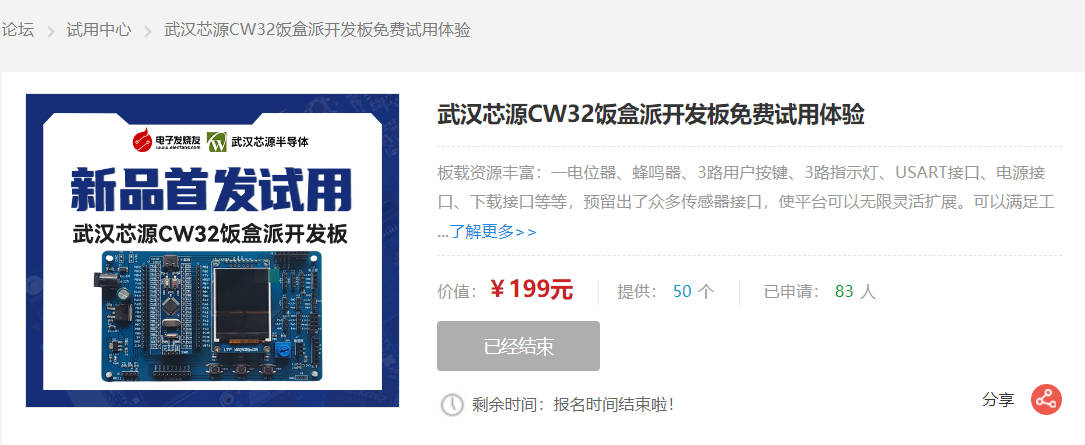 论坛 > 试用中心 > 武汉芯源CW32饭盒派开发板免费试用体验
电子发烧友
www.elecfans.com
武汉芯源半导体
新品首发试用
武汉芯源CW32饭盒派开发板
武汉芯源CW32饭盒派开发板免费试用体验
板载资源丰富：一电位器、蜂鸣器、3路用户按键、3路指示灯、USART接口、电源接
口、下载接口等等，预留出了众多传感器接口，使平台可以无限灵活扩展。可以满足工
...了解更多>>
价值：￥199元 提供： 50 个 已申请： 83 人
已经结束
剩余时间：报名时间结束啦！
分享